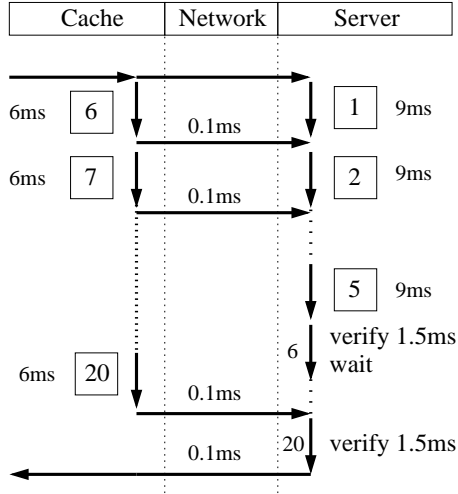 Cache Network Server
6ms 6 0.1ms 1 9ms
6ms 7 0.1ms 2 9ms
5 9ms
6 verify 1.5ms
wait
6ms 20 0.1ms
0.1ms 20 verify 1.5ms